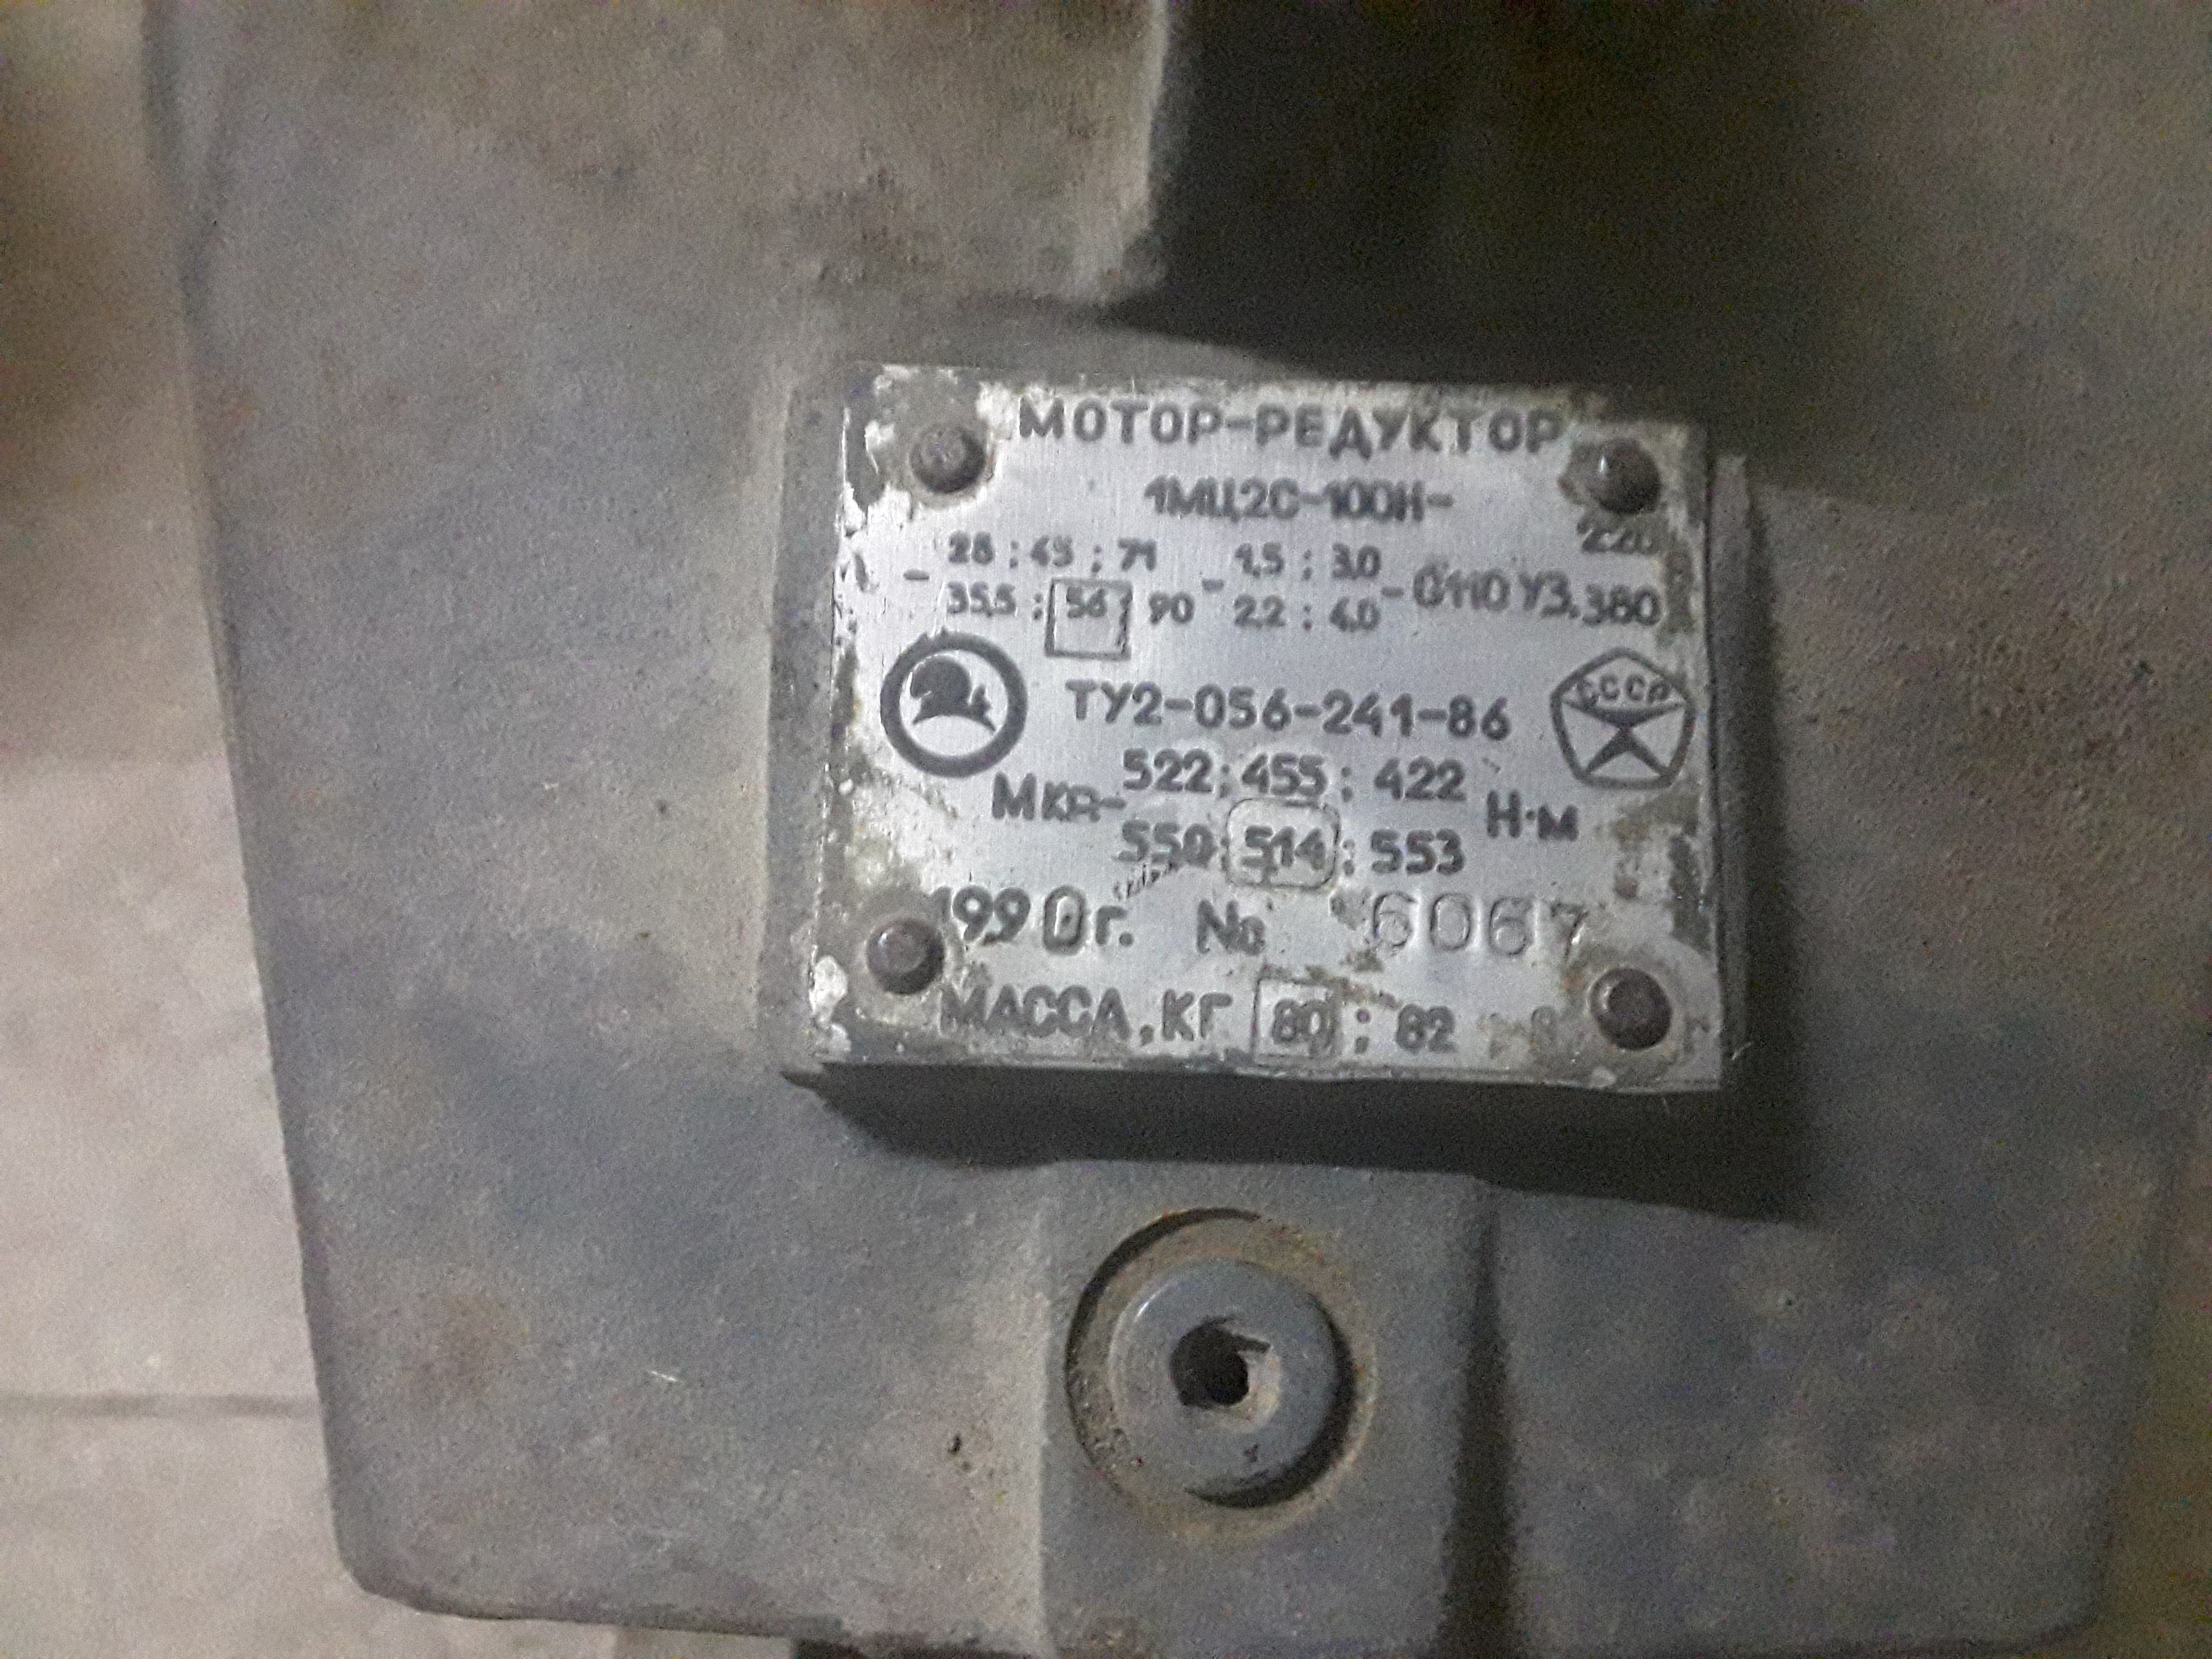 МОТОР-РЕДУКТОР
1МЦ2С-100Н-
- 28 ; 45 ; 71 - 1,5 ; 3,0 220
35,5 ; 56 ; 90 2,2 ; 4,0 - G110 У3.380
ТУ2-056-241-86
СССР
522 ; 455 ; 422
Мкр- Н·м
550 ; 514 ; 553
1990 г. № 6067
МАССА, КГ 80 ; 82